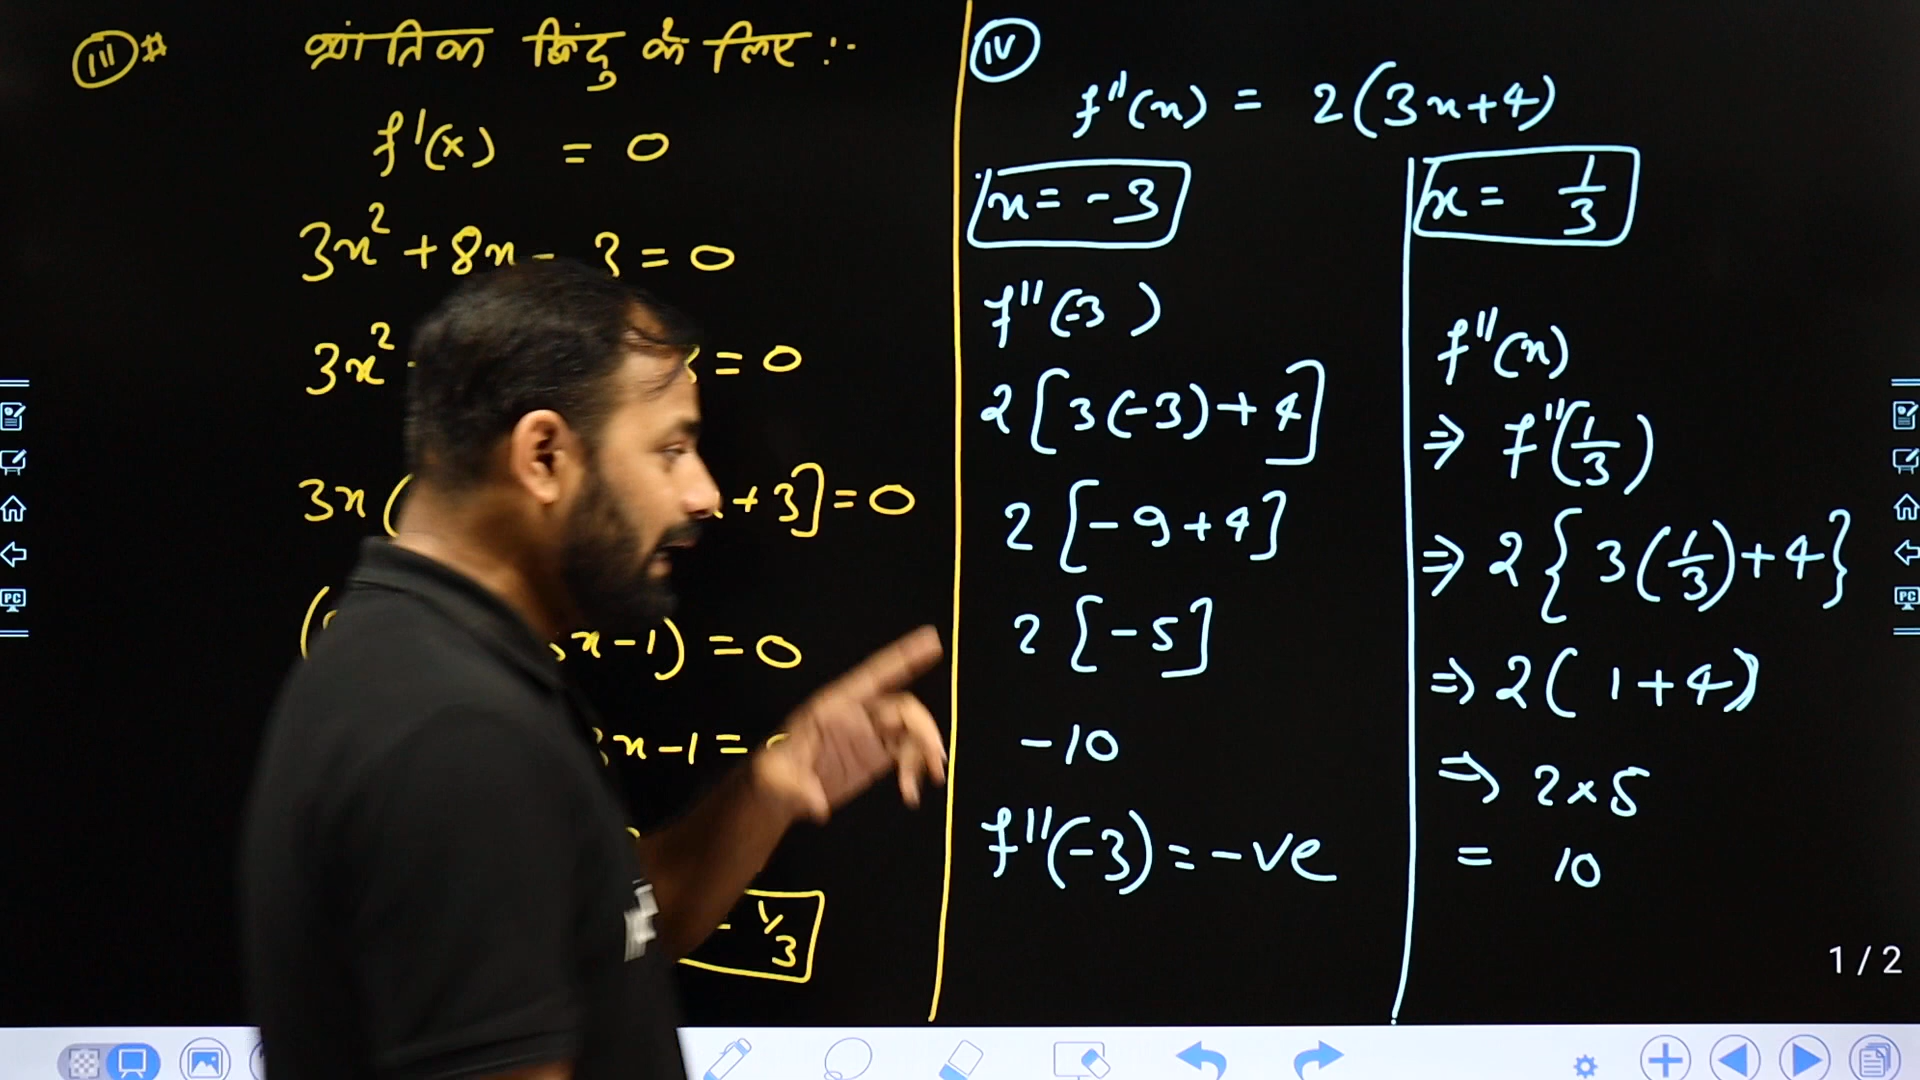 (III) # क्रांतिक बिंदु के लिए :-
f'(x) = 0
3x² + 8x - 3 = 0
3x² = 0
3x ( + 3] = 0
( x-1) = 0
x-1 =
= 1/3
(IV)
f''(x) = 2(3x+4)
x = -3
f''(-3)
2[3(-3)+4]
2[-9+4]
2[-5]
-10
f''(-3) = -ve
x = 1/3
f''(x)
⇒ f''(1/3)
⇒ 2{3(1/3)+4}
⇒ 2(1+4)
⇒ 2×5
= 10
1/2
PC
PC